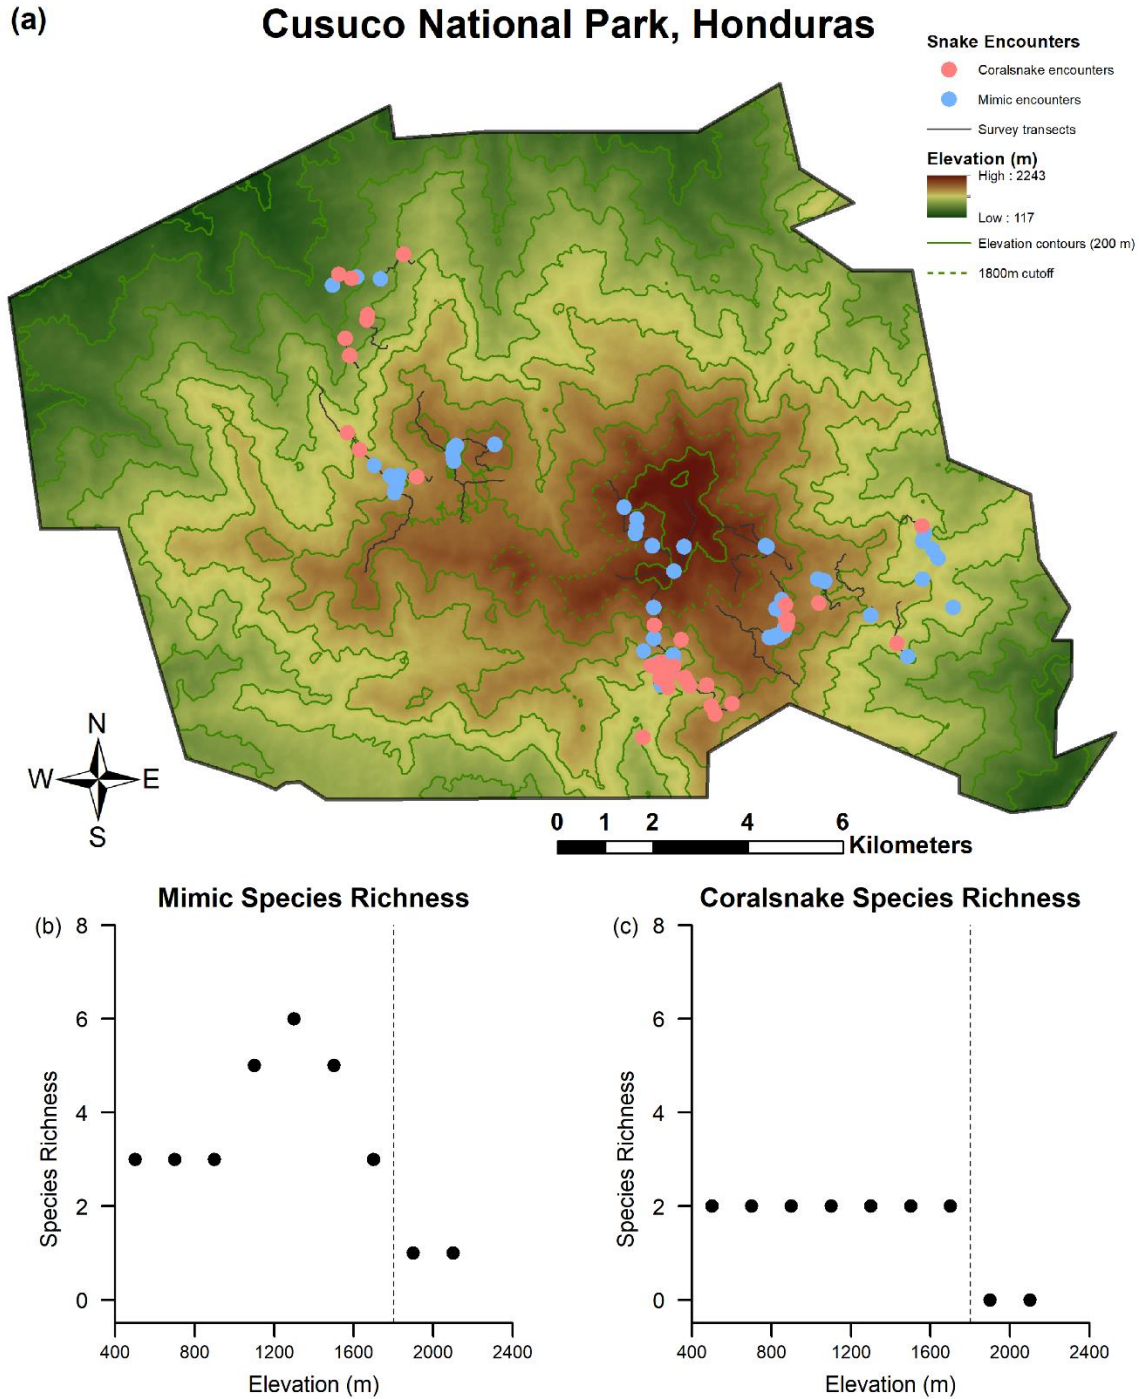 (a)
Cusuco National Park, Honduras
Snake Encounters
Coralsnake encounters
Mimic encounters
Survey transects
Elevation (m)
High : 2243
Low : 117
Elevation contours (200 m)
1800m cutoff
N
W E
S
0 1 2 4 6
Kilometers
Mimic Species Richness
(b)
8
6
4
2
0
Species Richness
400 800 1200 1600 2000 2400
Elevation (m)
Coralsnake Species Richness
(c)
8
6
4
2
0
Species Richness
400 800 1200 1600 2000 2400
Elevation (m)